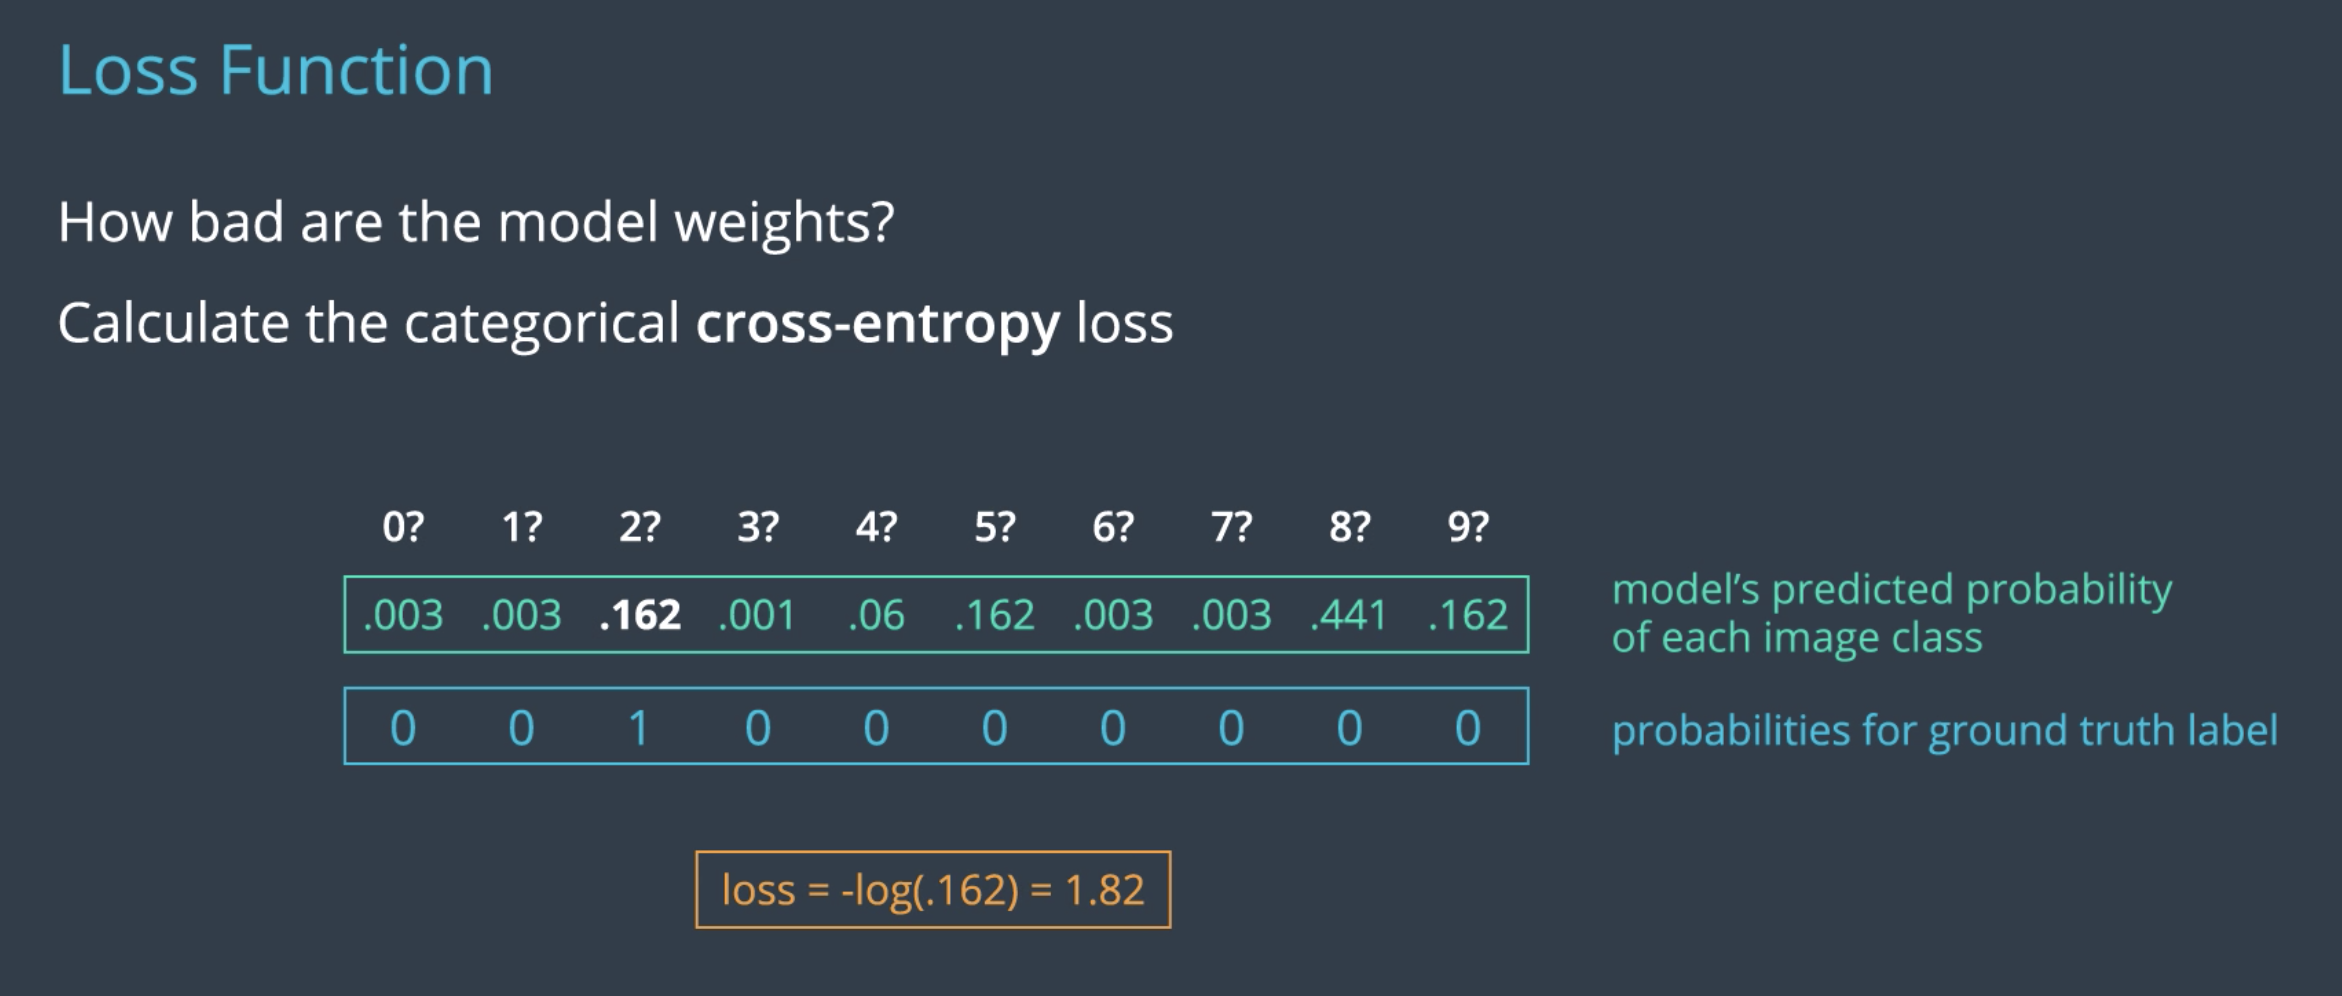 Loss Function
How bad are the model weights?
Calculate the categorical cross-entropy loss
0? 1? 2? 3? 4? 5? 6? 7? 8? 9?
.003 .003 .162 .001 .06 .162 .003 .003 .441 .162
model’s predicted probability
of each image class
0 0 1 0 0 0 0 0 0 0
probabilities for ground truth label
loss = -log(.162) = 1.82